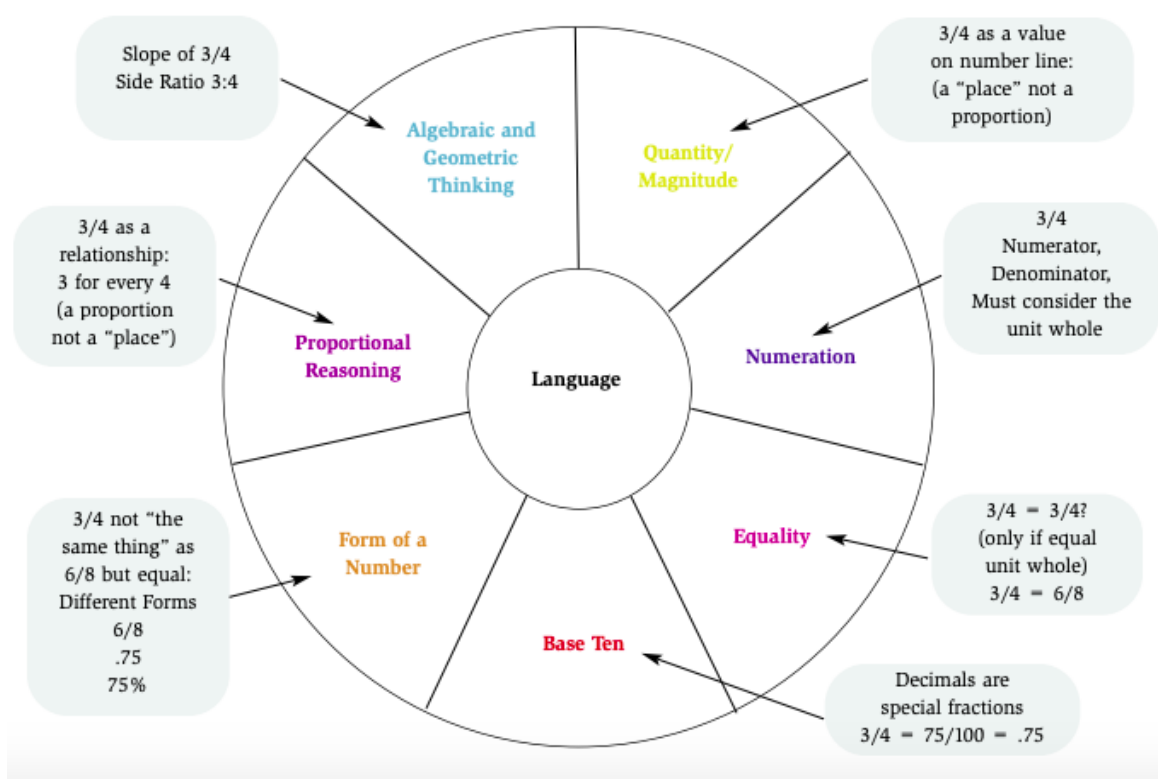 Slope of 3/4
Side Ratio 3:4
3/4 as a value
on number line:
(a “place” not a
proportion)
Algebraic and
Geometric
Thinking
Quantity/
Magnitude
3/4 as a
relationship:
3 for every 4
(a proportion
not a “place”)
3/4
Numerator,
Denominator,
Must consider the
unit whole
Proportional
Reasoning
Language
Numeration
3/4 not “the
same thing” as
6/8 but equal:
Different Forms
6/8
.75
75%
Form of a
Number
Equality
3/4 = 3/4?
(only if equal
unit whole)
3/4 = 6/8
Base Ten
Decimals are
special fractions
3/4 = 75/100 = .75